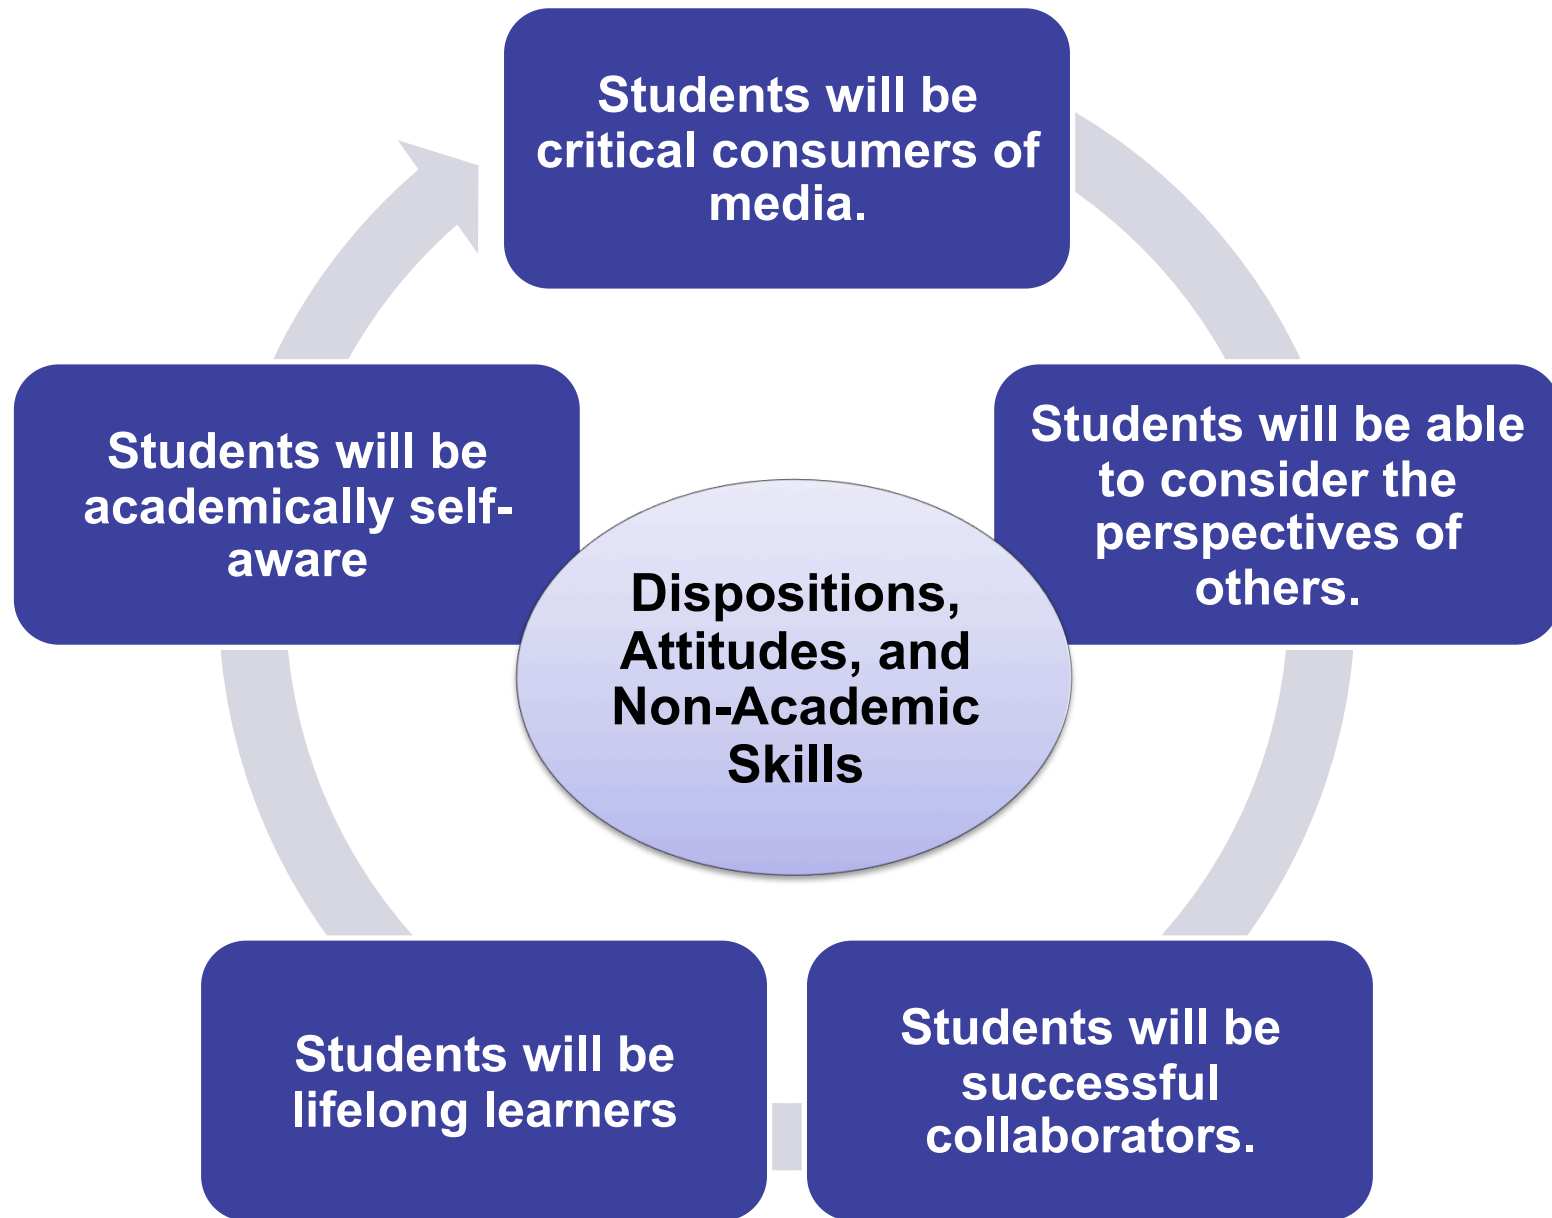 Students will be
critical consumers of
media.
Students will be able
to consider the
perspectives of
others.
Students will be
successful
collaborators.
Students will be
lifelong learners
Students will be
academically self-
aware
Dispositions,
Attitudes, and
Non-Academic
Skills